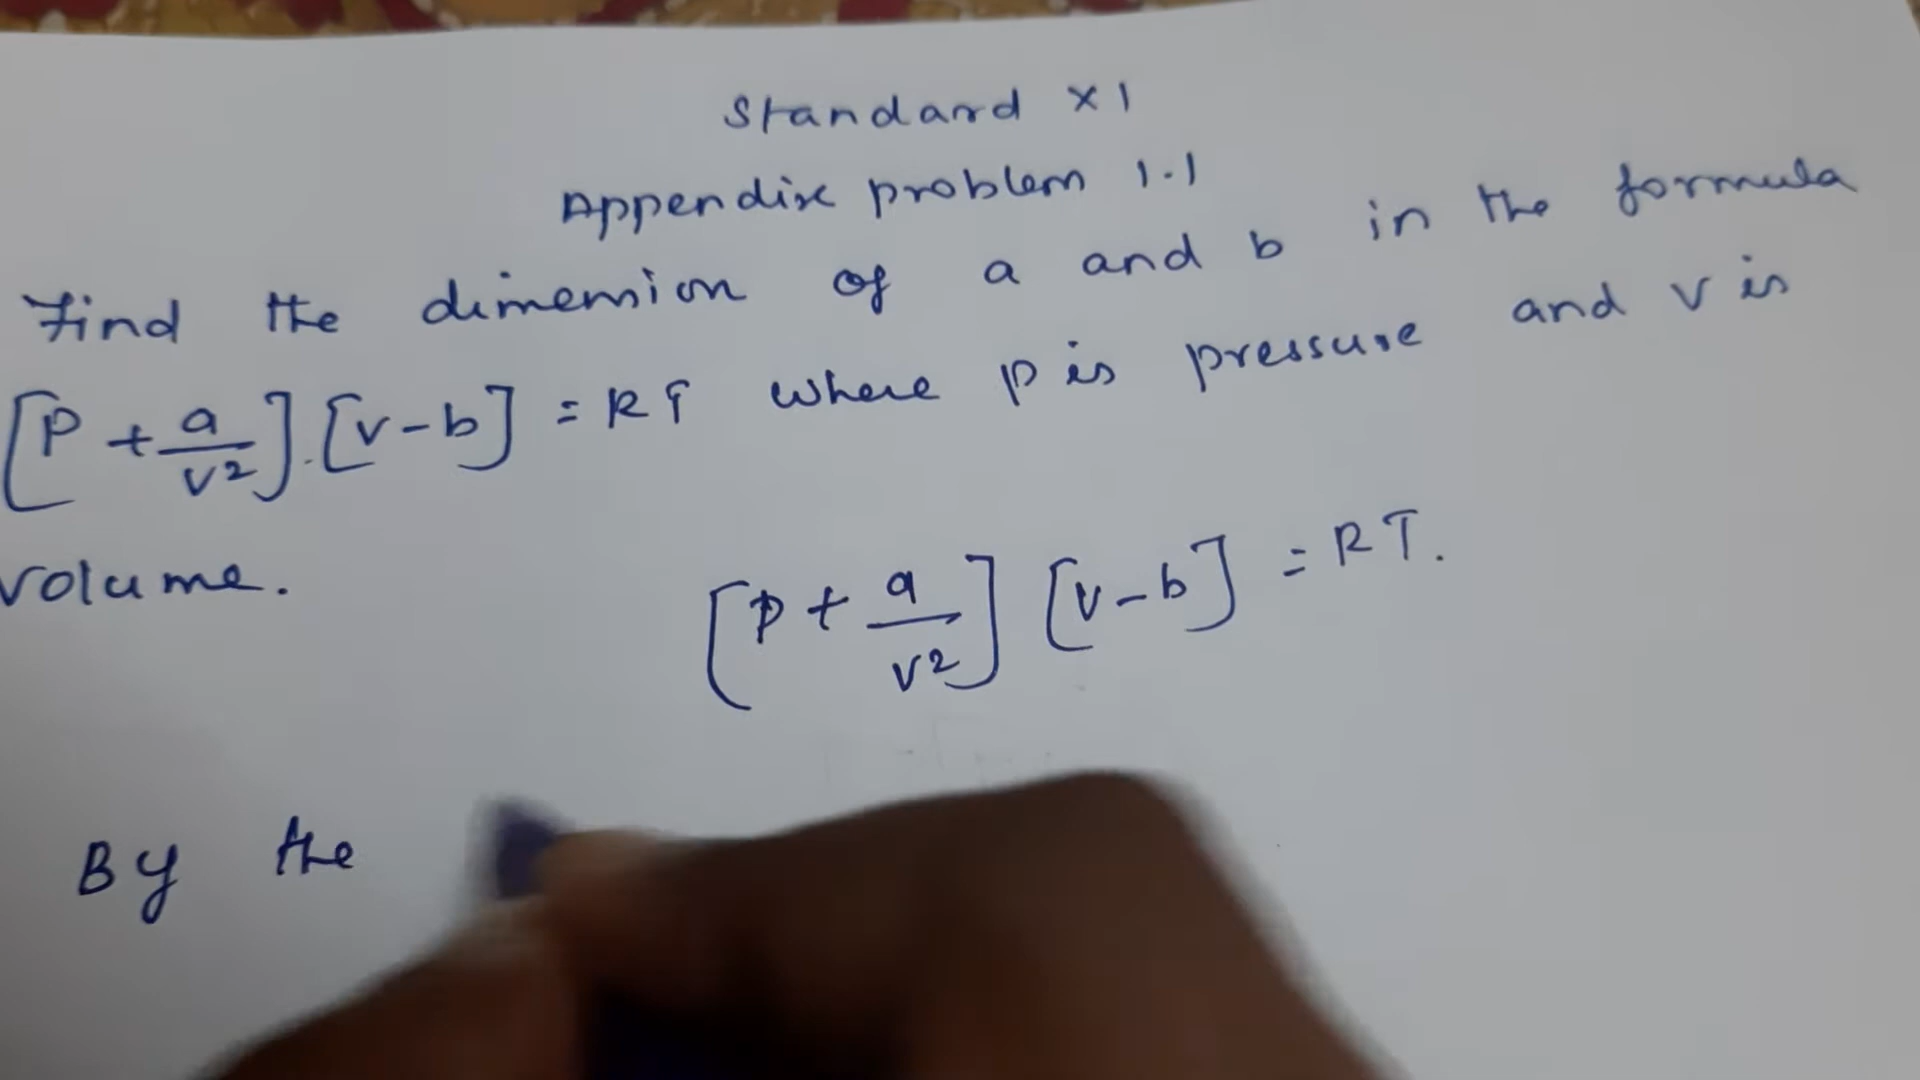 Standard XI
Appendix problem 1.1
Find the dimension of a and b in the formula
[P + a/v²].[v-b] = RT where p is pressure and v is
volume.
[p + a/v²] [v-b] = RT.
By the